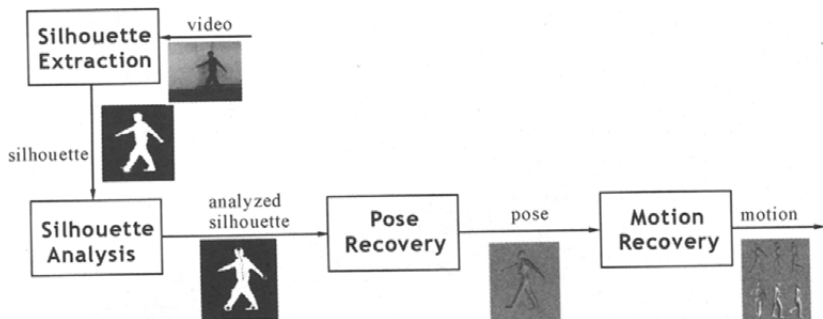 Silhouette
Extraction
video
silhouette
Silhouette
Analysis
analyzed
silhouette
Pose
Recovery
pose
Motion
Recovery
motion